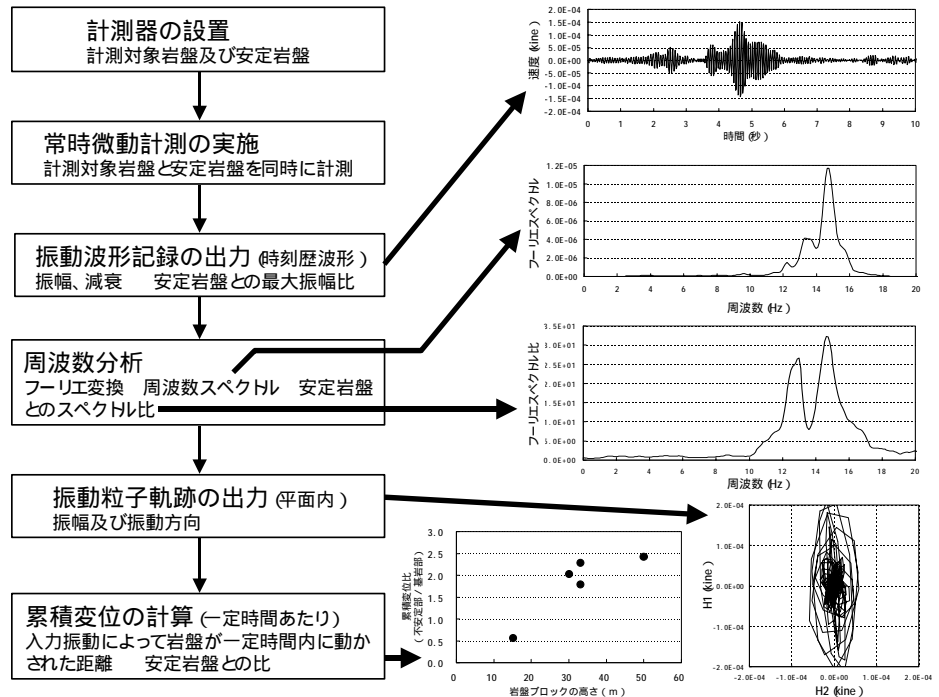 計測器の設置
計測対象岩盤及び安定岩盤
常時微動計測の実施
計測対象岩盤と安定岩盤を同時に計測
振動波形記録の出力 (時刻歴波形)
振幅、減衰 安定岩盤との最大振幅比
周波数分析
フーリエ変換 周波数スペクトル 安定岩盤
とのスペクトル比
振動粒子軌跡の出力 (平面内)
振幅及び振動方向
累積変位の計算 (一定時間あたり)
入力振動によって岩盤が一定時間内に動か
された距離 安定岩盤との比
速度 (kine)
2.0E-04
1.5E-04
1.0E-04
5.0E-05
0.0E+00
-5.0E-05
-1.0E-04
-1.5E-04
-2.0E-04
0 1 2 3 4 5 6 7 8 9 10
時間 (秒)
フーリエスペクトル
1.2E-05
1.0E-05
8.0E-06
6.0E-06
4.0E-06
2.0E-06
0.0E+00
0 2 4 6 8 10 12 14 16 18 20
周波数 (Hz)
フーリエスペクトル比
3.5E+01
5.0E+00
0.0E+00
0 2 4 6 8 10 12 14 16 18 20
周波数 (Hz)
累積変位比
(不安定部/基岩部)
3.0
2.5
2.0
1.5
1.0
0.5
0.0
0 10 20 30 40 50 60
岩盤ブロックの高さ(m)
H1 (kine)
2.0E-04
1.0E-04
0.0E+00
-1.0E-04
-2.0E-04
-2.0E-04 -1.0E-04 0.0E+00 1.0E-04 2.0E-04
H2 (kine)